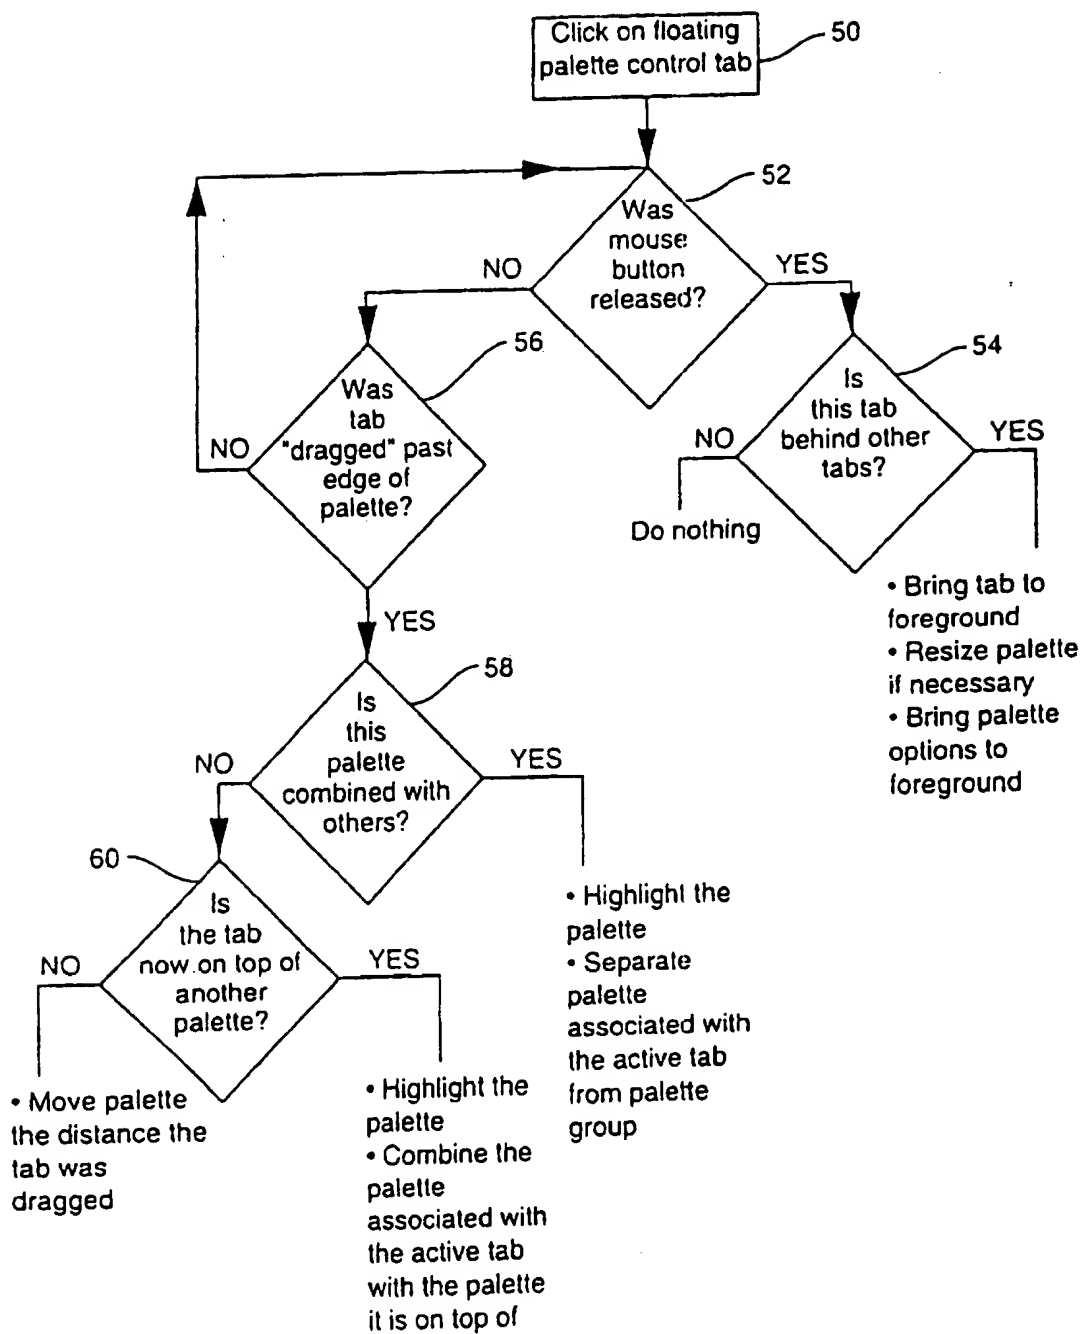 Click on floating
palette control tab
50
52
Was
mouse
button
released?
NO
YES
56
54
Was
tab
"dragged" past
edge of
palette?
NO
Is
this tab
behind other
tabs?
NO
YES
Do nothing
• Bring tab to
foreground
• Resize palette
if necessary
• Bring palette
options to
foreground
YES
58
Is
this
palette
combined with
others?
NO
YES
60
Is
the tab
now on top of
another
palette?
NO
YES
• Highlight the
palette
• Separate
palette
associated with
the active tab
from palette
group
• Move palette
the distance the
tab was
dragged
• Highlight the
palette
• Combine the
palette
associated with
the active tab
with the palette
it is on top of